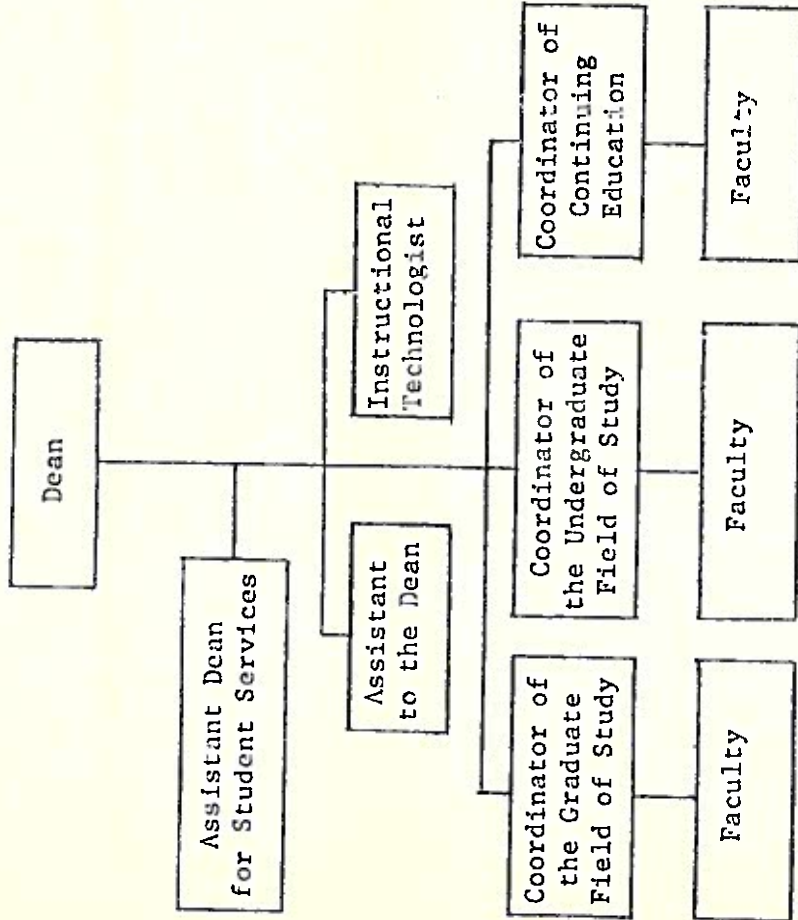 Dean
Assistant Dean
for Student Services
Assistant
to the Dean
Instructional
Technologist
Coordinator of
the Graduate
Field of Study
Coordinator of
the Undergraduate
Field of Study
Coordinator of
Continuing
Education
Faculty
Faculty
Faculty